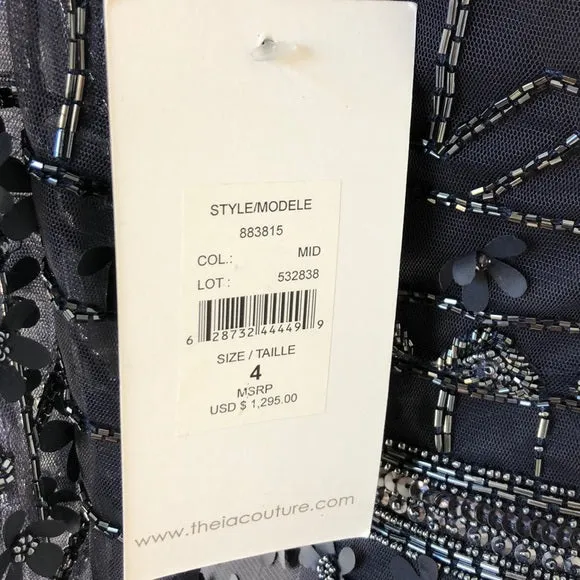 STYLE/MODELE
883815
COL.: MID
LOT : 532838
6 28732 44449 9
SIZE / TAILLE
4
MSRP
USD $ 1,295.00
www.theiacouture.com